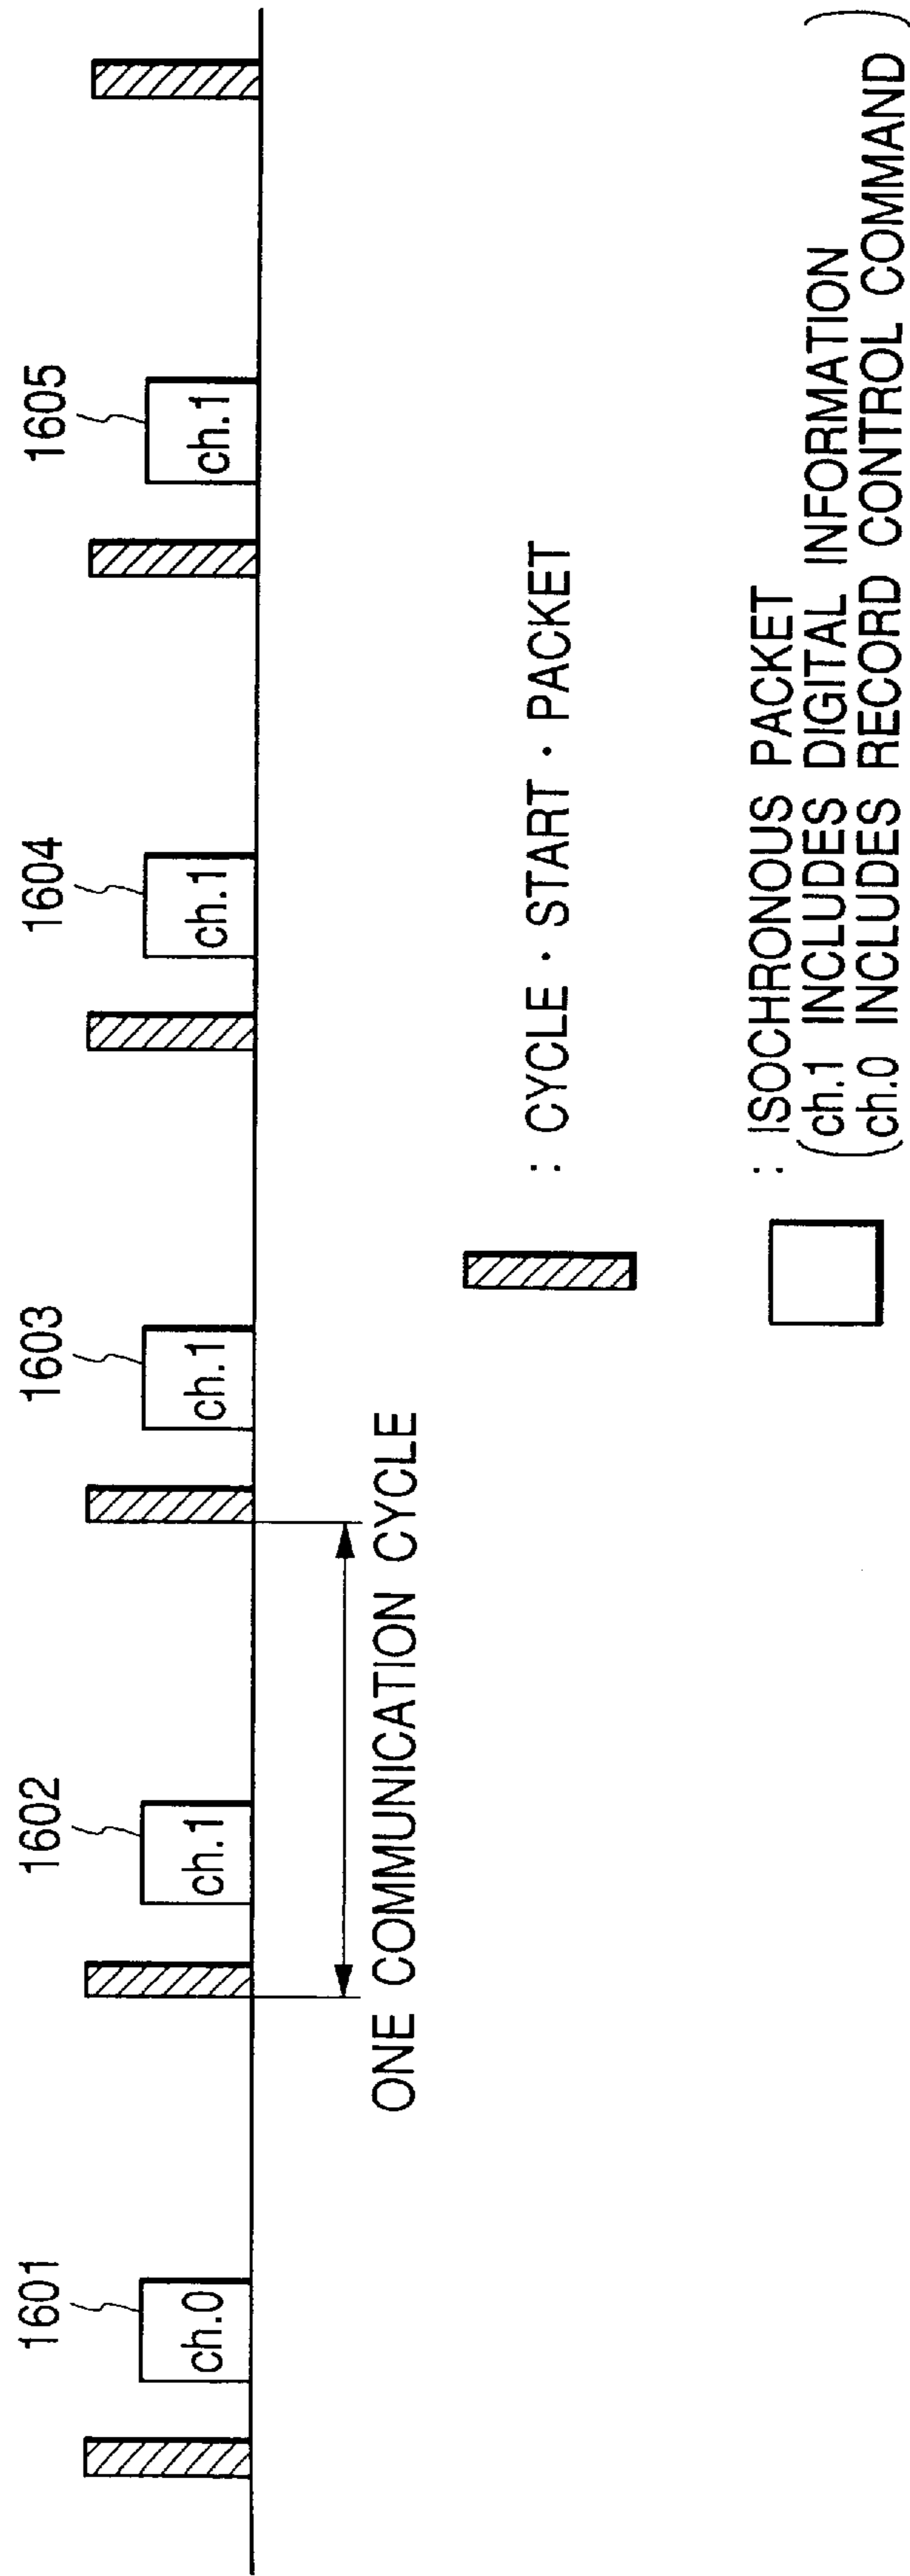 1601
1602
1603
1604
1605
ch.0
ch.1
ch.1
ch.1
ch.1
ONE COMMUNICATION CYCLE
: CYCLE · START · PACKET
: ISOCHRONOUS PACKET
(ch.1 INCLUDES DIGITAL INFORMATION
ch.0 INCLUDES RECORD CONTROL COMMAND)